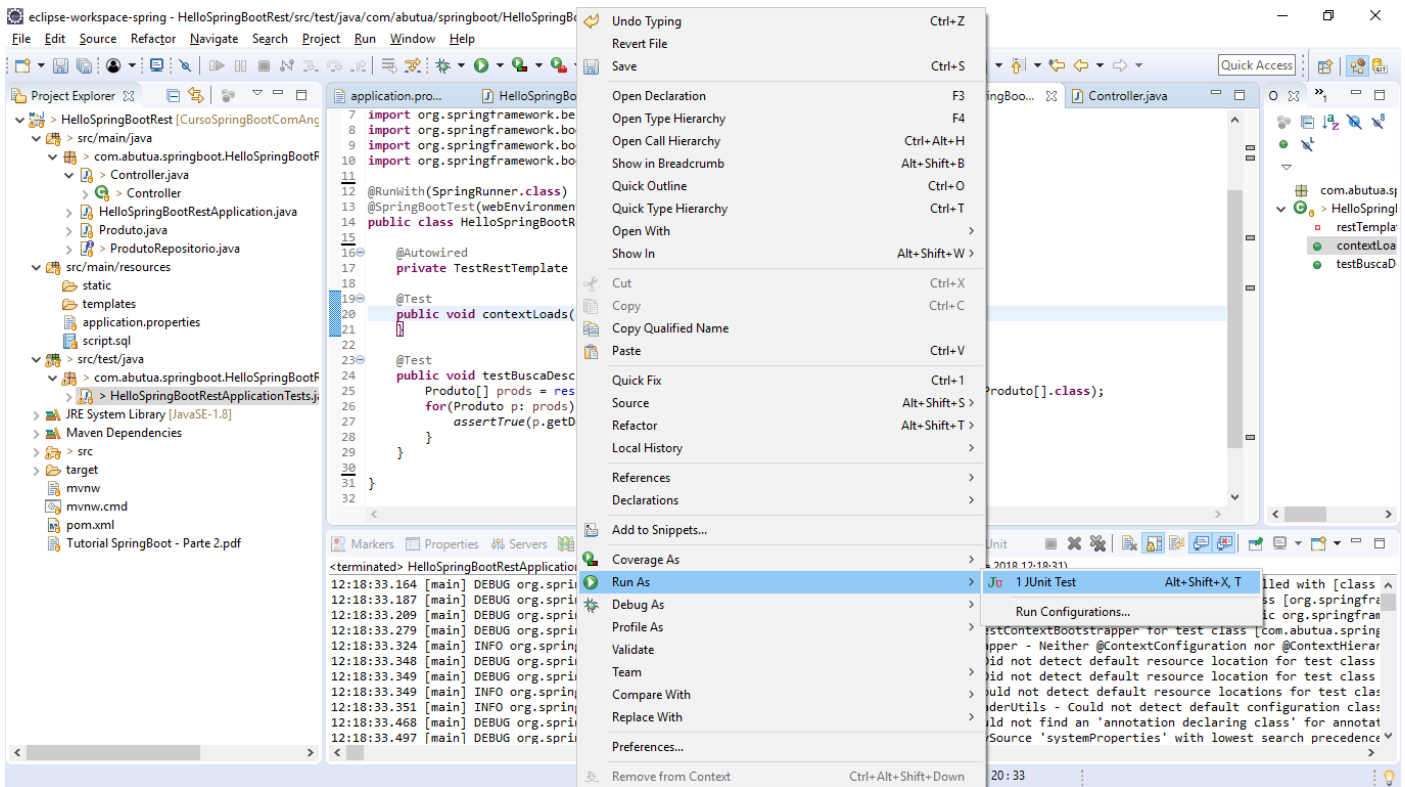 eclipse-workspace-spring - HelloSpringBootRest/src/test/java/com/abutua/springboot/HelloSpringBo
File Edit Source Refactor Navigate Search Project Run Window Help
Quick Access
Project Explorer
> HelloSpringBootRest [CursoSpringBootComAng
> src/main/java
> com.abutua.springboot.HelloSpringBootR
> Controller.java
> Controller
HelloSpringBootRestApplication.java
Produto.java
> ProdutoRepositorio.java
src/main/resources
static
templates
application.properties
script.sql
> src/test/java
> com.abutua.springboot.HelloSpringBootR
> HelloSpringBootRestApplicationTests.ja
JRE System Library [JavaSE-1.8]
Maven Dependencies
> src
target
mvnw
mvnw.cmd
pom.xml
Tutorial SpringBoot - Parte 2.pdf
application.pro... HelloSpringBo
ingBoo... Controller.java
7 import org.springframework.be
8 import org.springframework.bo
9 import org.springframework.bo
10 import org.springframework.bo
11
12 @RunWith(SpringRunner.class)
13 @SpringBootTest(webEnvironmen
14 public class HelloSpringBootR
15
16 @Autowired
17 private TestRestTemplate
18
19 @Test
20 public void contextLoads(
21 }
22
23 @Test
24 public void testBuscaDesc
25 Produto[] prods = res Produto[].class);
26 for(Produto p: prods)
27 assertTrue(p.getD
28 }
29 }
30
31 }
32
Undo Typing Ctrl+Z
Revert File
Save Ctrl+S
Open Declaration F3
Open Type Hierarchy F4
Open Call Hierarchy Ctrl+Alt+H
Show in Breadcrumb Alt+Shift+B
Quick Outline Ctrl+O
Quick Type Hierarchy Ctrl+T
Open With
Show In Alt+Shift+W
Cut Ctrl+X
Copy Ctrl+C
Copy Qualified Name
Paste Ctrl+V
Quick Fix Ctrl+1
Source Alt+Shift+S
Refactor Alt+Shift+T
Local History
References
Declarations
Add to Snippets...
Coverage As
Run As
Debug As
Profile As
Validate
Team
Compare With
Replace With
Preferences...
Remove from Context Ctrl+Alt+Shift+Down
1 JUnit Test Alt+Shift+X, T
Run Configurations...
O
1
com.abutua.sp
> HelloSpringl
restTempla
contextLoa
testBuscaD
Markers Properties Servers
Unit
<terminated> HelloSpringBootRestApplication
2018 12:18:31)
12:18:33.164 [main] DEBUG org.sprin lled with [class
12:18:33.187 [main] DEBUG org.sprin ss [org.springfre
12:18:33.209 [main] DEBUG org.sprin ic org.springfram
12:18:33.279 [main] DEBUG org.sprin estContextBootstrapper for test class [com.abutua.spring
12:18:33.324 [main] INFO org.spring apper - Neither @ContextConfiguration nor @ContextHierar
12:18:33.348 [main] DEBUG org.sprin Did not detect default resource location for test class
12:18:33.349 [main] DEBUG org.sprin Did not detect default resource location for test class
12:18:33.349 [main] INFO org.spring ould not detect default resource locations for test clas
12:18:33.351 [main] INFO org.spring aderUtils - Could not detect default configuration class
12:18:33.468 [main] DEBUG org.sprin uld not find an 'annotation declaring class' for annotat
12:18:33.497 [main] DEBUG org.sprin ySource 'systemProperties' with lowest search precedence
20 : 33